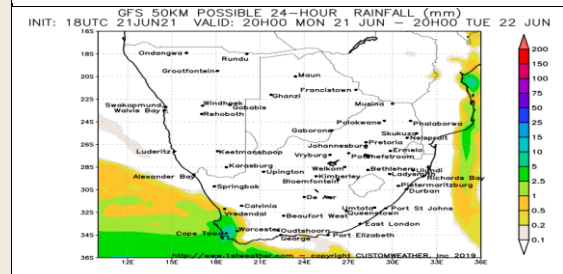 GFS 50KM POSSIBLE 24-HOUR RAINFALL (mm)
INIT: 18UTC 21JUN21 VALID: 20H00 MON 21 JUN - 20H00 TUE 22 JUN
16S
Ondangwa
Rundu
18S
Grootfontein
Maun
20S
Francistown
Ghanzi
22S
Swakopmund
Windhoek
Gobabis
Musina
Walvis Bay
Rehoboth
24S
Polokwane
Phalaborwa
Gaborone
Skukuza
Nelspruit
26S
Johannesburg
Pretoria
Luderitz
Keetmanshoop
Vryburg
Ermelo
Potchefstroom
28S
Karasburg
Upington
Welkom
Bethlehem
Ulundi
Alexander Bay
Kimberley
Ladysmith
Richards Bay
Bloemfontein
Springbok
Pietermaritzburg
30S
Durban
De Aar
Calvinia
Umtata
Port St Johns
32S
Vredendal
Beaufort West
Queenstown
East London
Worcester
34S
Cape Town
Oudtshoorn
George
Port Elizabeth
36S
http://www.1stweather.com - copyright CUSTOMWEATHER, Inc 2019
12E 15E 18E 21E 24E 27E 30E 33E 36E
200
150
100
75
50
25
15
10
5
2.5
1
0.5
0.2
0.1